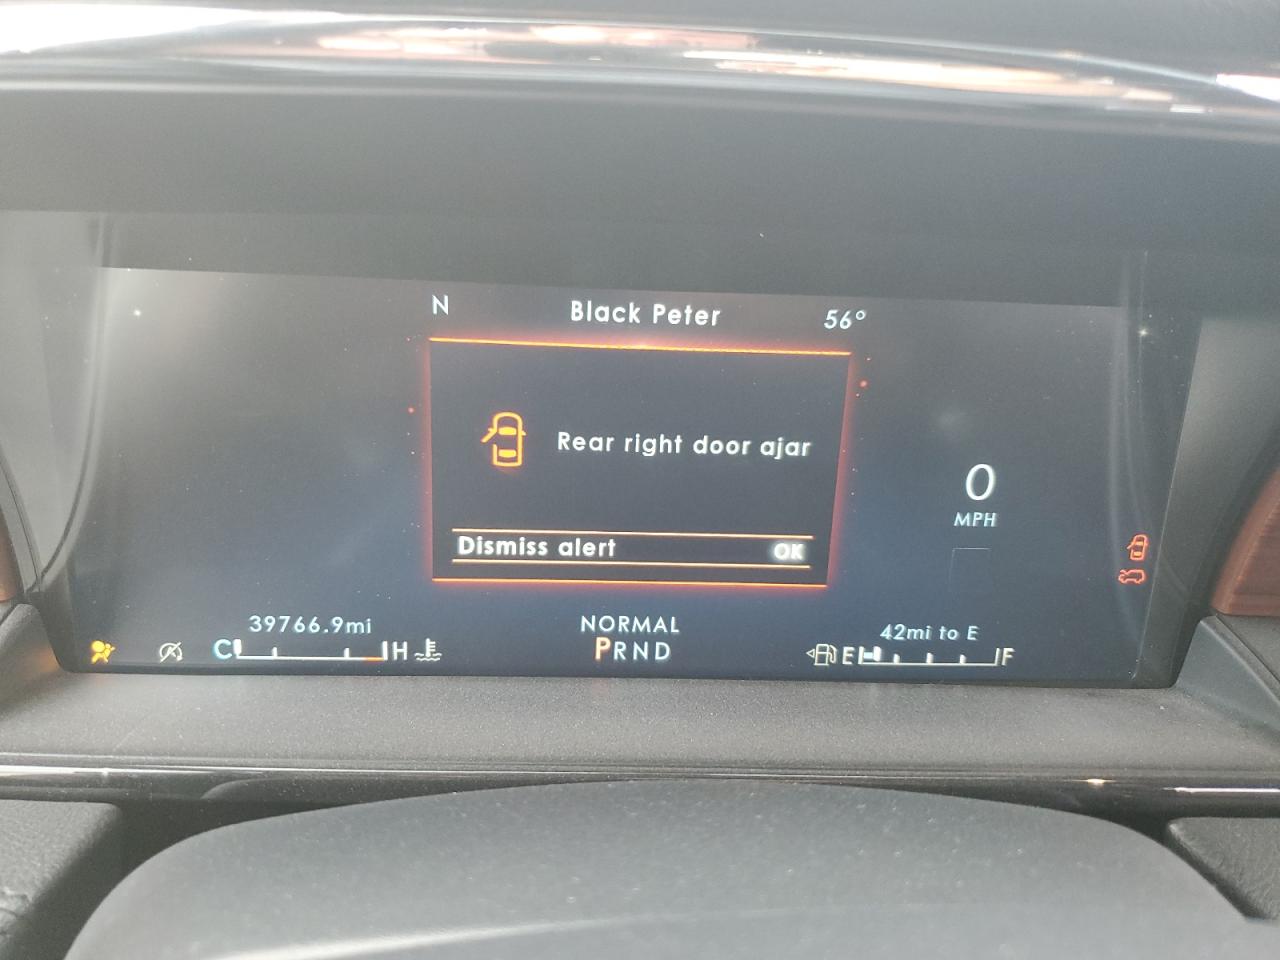 N Black Peter 56°
Rear right door ajar
0
MPH
Dismiss alert OK
39766.9mi NORMAL 42mi to E
C H PRND E F